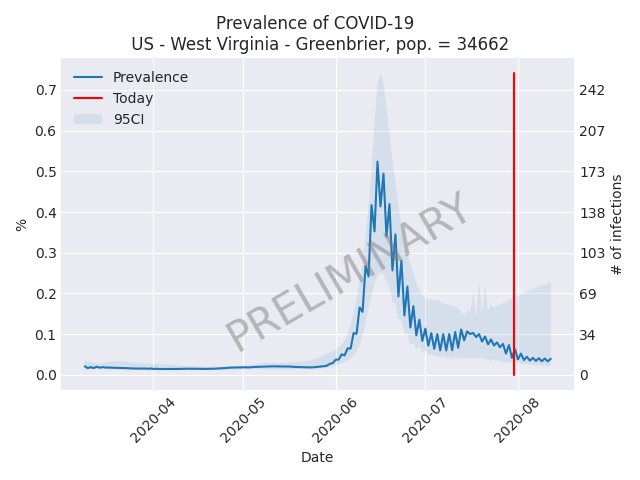 Prevalence of COVID-19
US - West Virginia - Greenbrier, pop. = 34662
Prevalence
Today
95CI
0.7
0.6
0.5
0.4
0.3
0.2
0.1
0.0
%
252
207
173
138
103
69
34
0
# of infections
PRELIMINARY
2020-04
2020-05
2020-06
2020-07
2020-08
Date